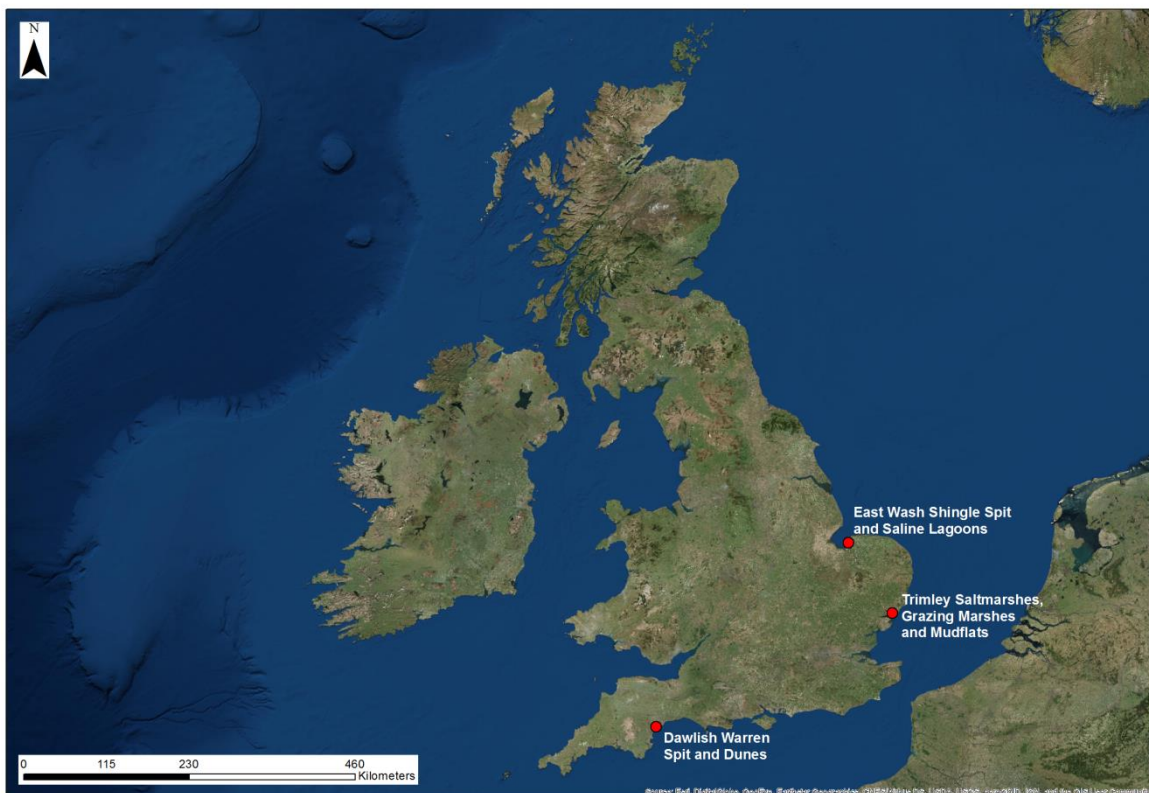 N
East Wash Shingle Spit
and Saline Lagoons
Trimley Saltmarshes,
Grazing Marshes
and Mudflats
Dawlish Warren
Spit and Dunes
0 115 230 460
Kilometers